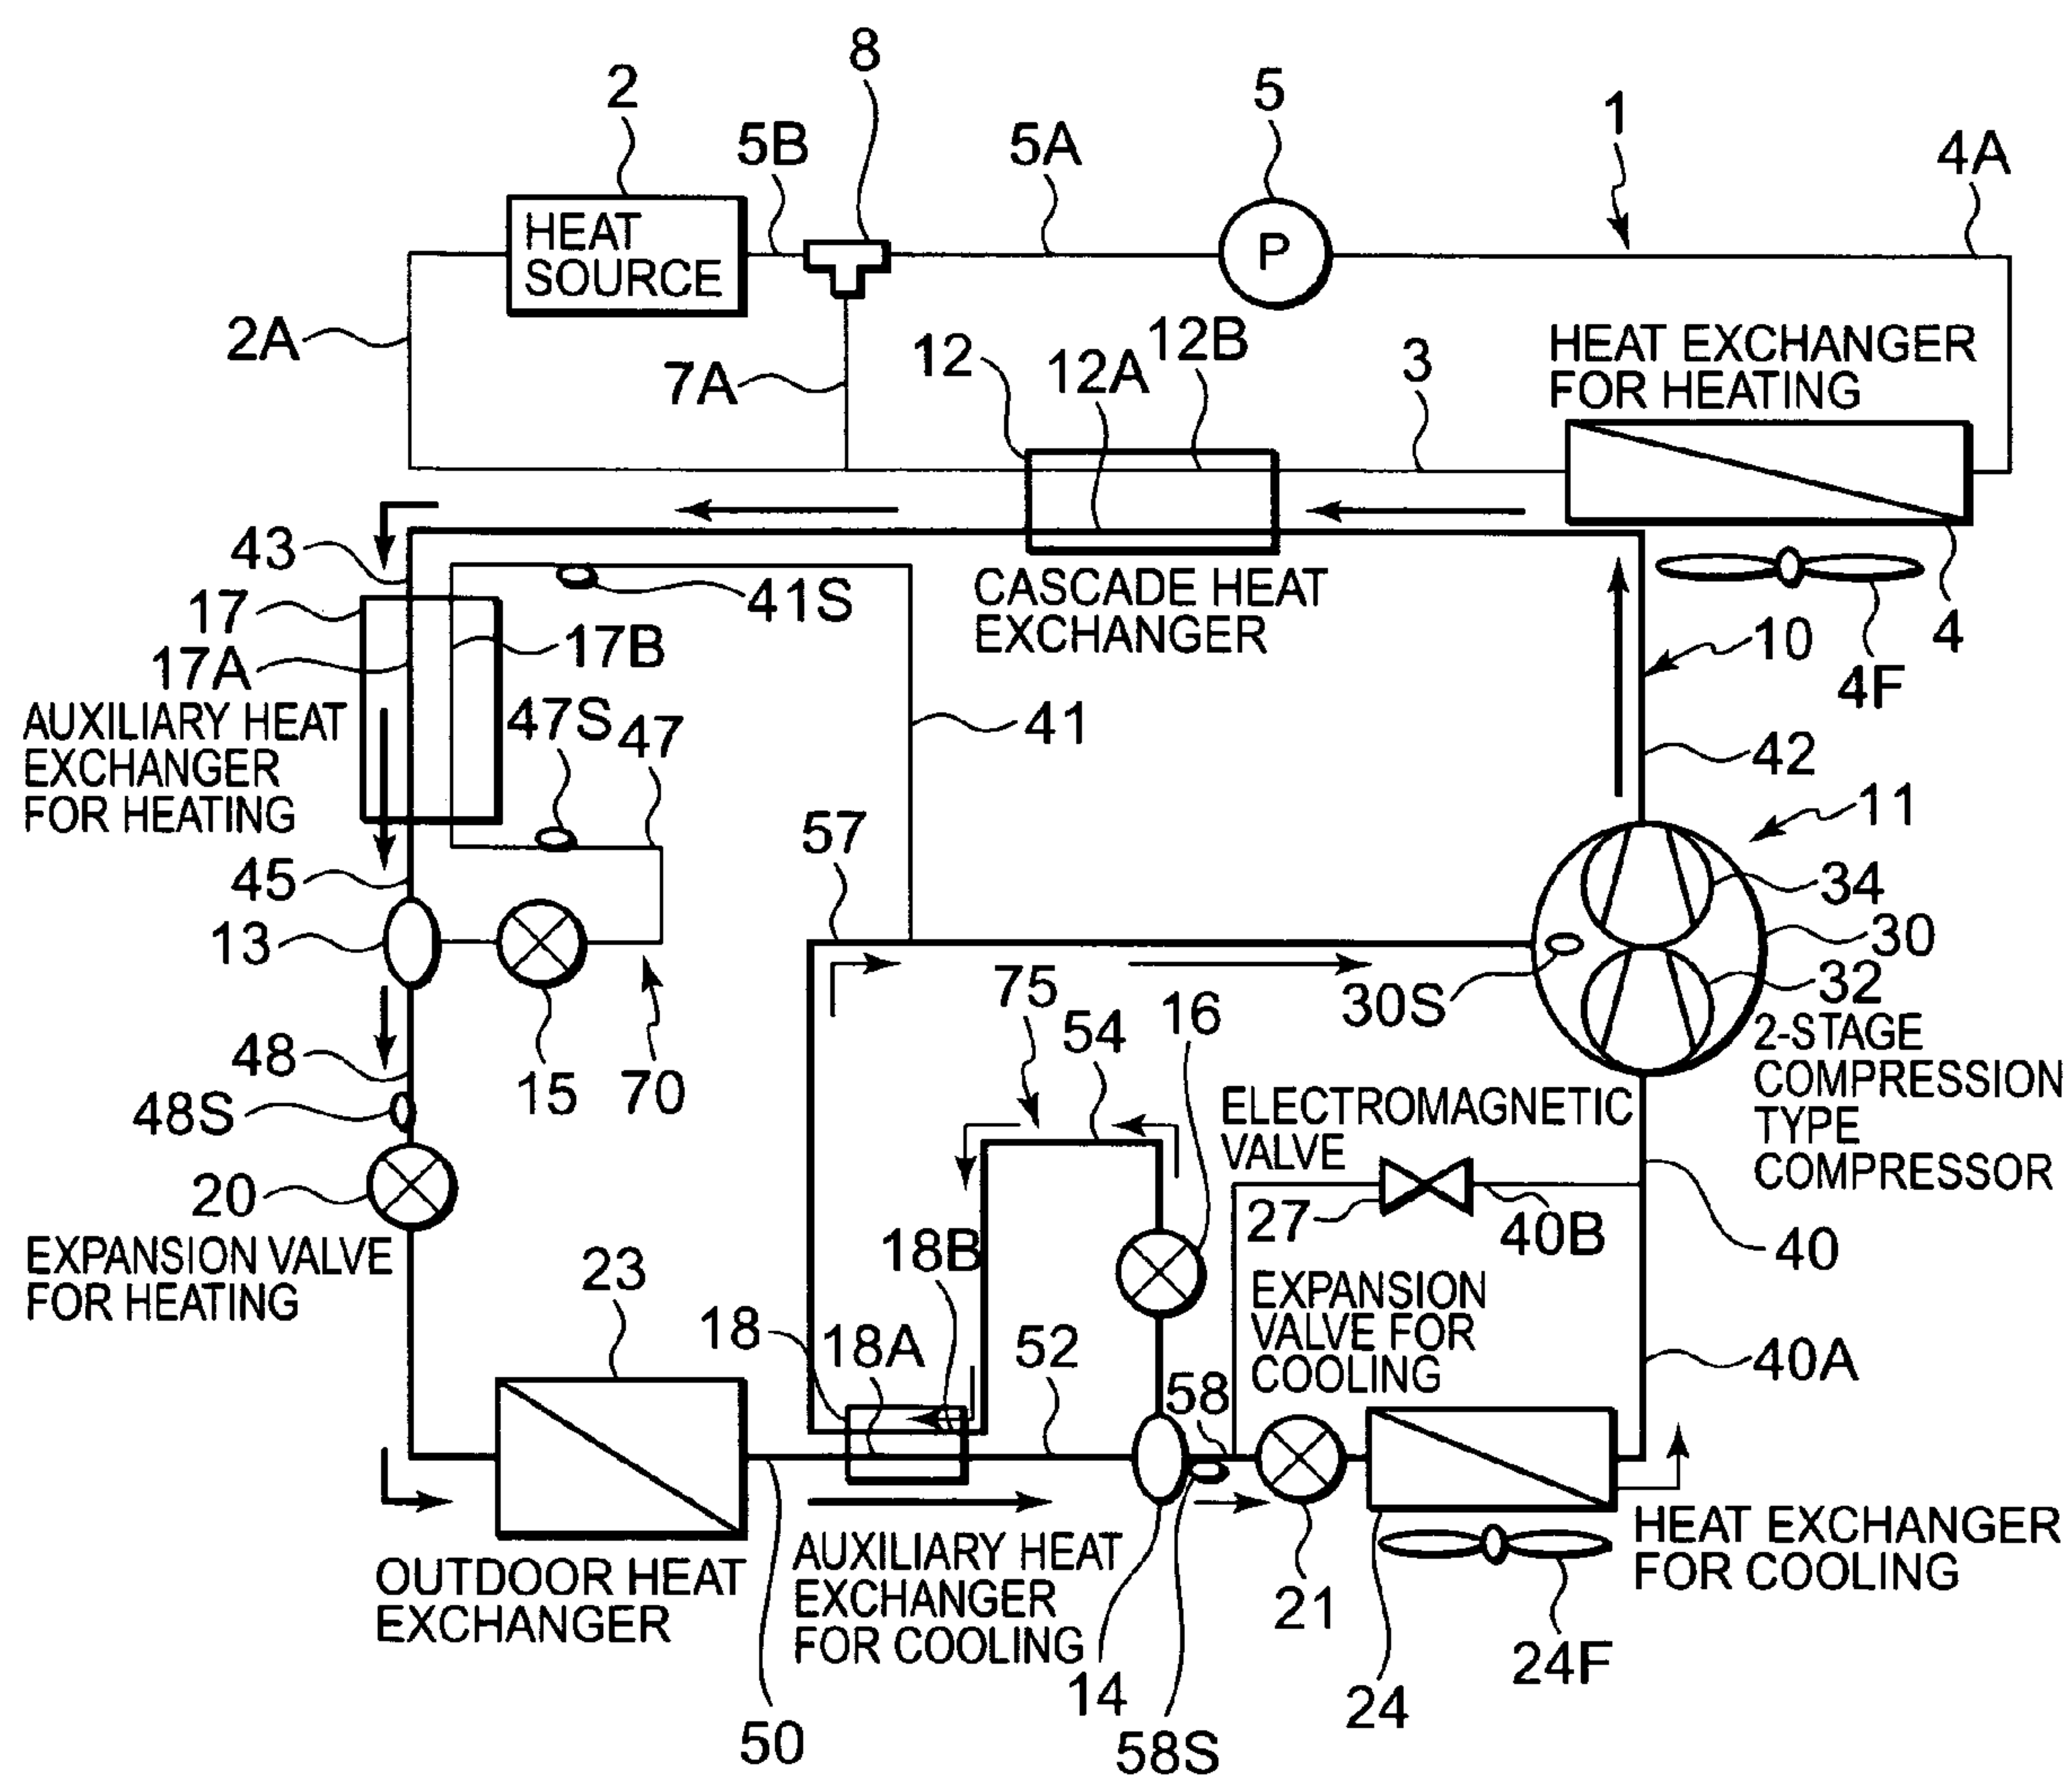 8
2
5
1
5B
5A
4A
HEAT
SOURCE
P
2A
12
12B
7A
12A
3
HEAT EXCHANGER
FOR HEATING
43
41S
CASCADE HEAT
EXCHANGER
17
17B
10
4
17A
4F
AUXILIARY HEAT
EXCHANGER
FOR HEATING
47S
47
41
42
11
57
45
34
13
30
75
30S
32
16
54
2-STAGE
COMPRESSION
TYPE
COMPRESSOR
48
15
70
48S
ELECTROMAGNETIC
VALVE
20
27
40B
40
EXPANSION VALVE
FOR HEATING
23
18B
EXPANSION
VALVE FOR
COOLING
18
18A
52
40A
58
OUTDOOR HEAT
EXCHANGER
AUXILIARY HEAT
EXCHANGER
FOR COOLING
HEAT EXCHANGER
FOR COOLING
21
24F
14
24
50
58S